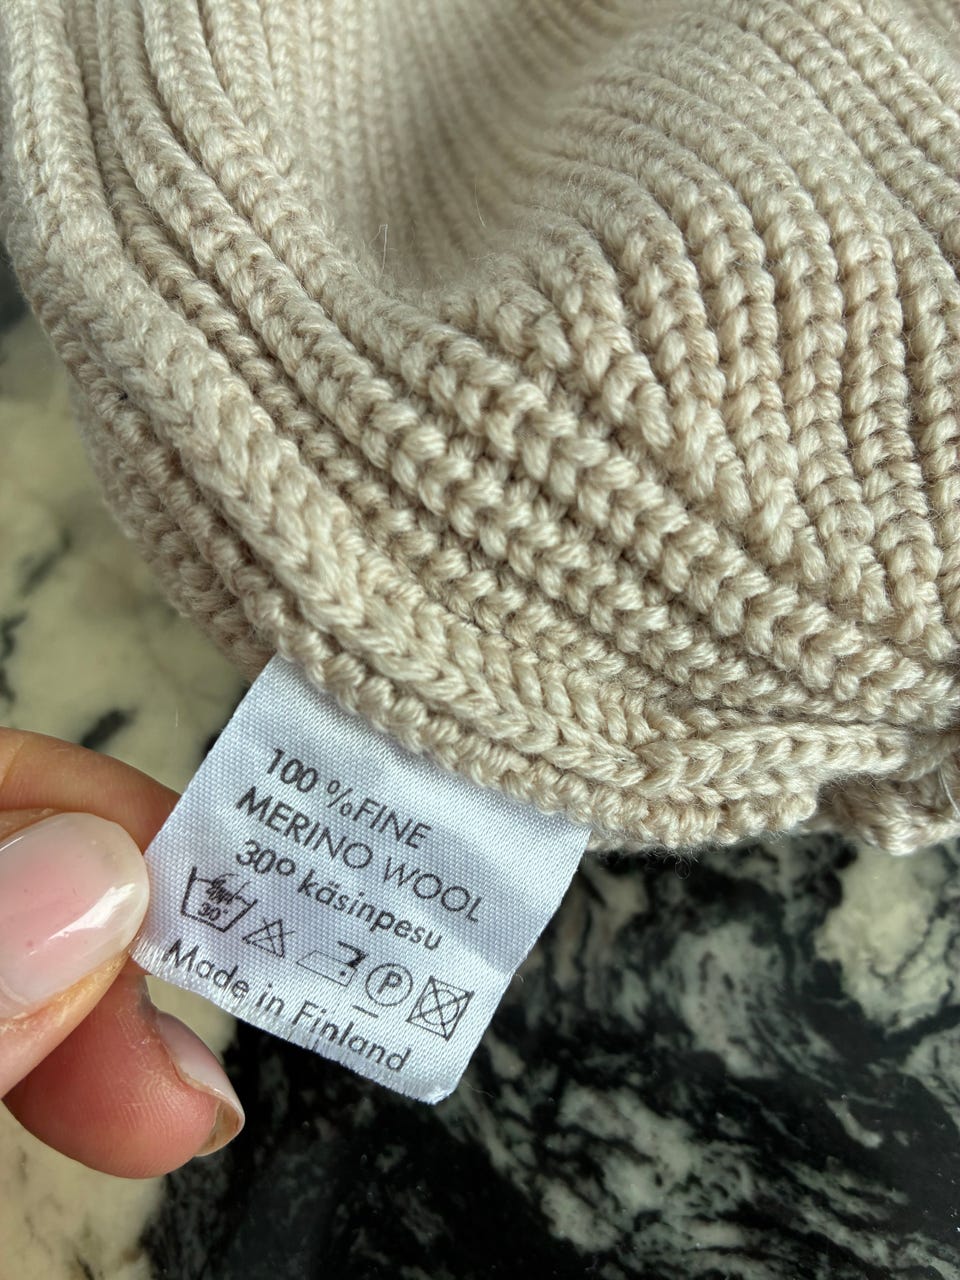 100 %FINE
MERINO WOOL
30º käsinpesu
30°
P
Made in Finland